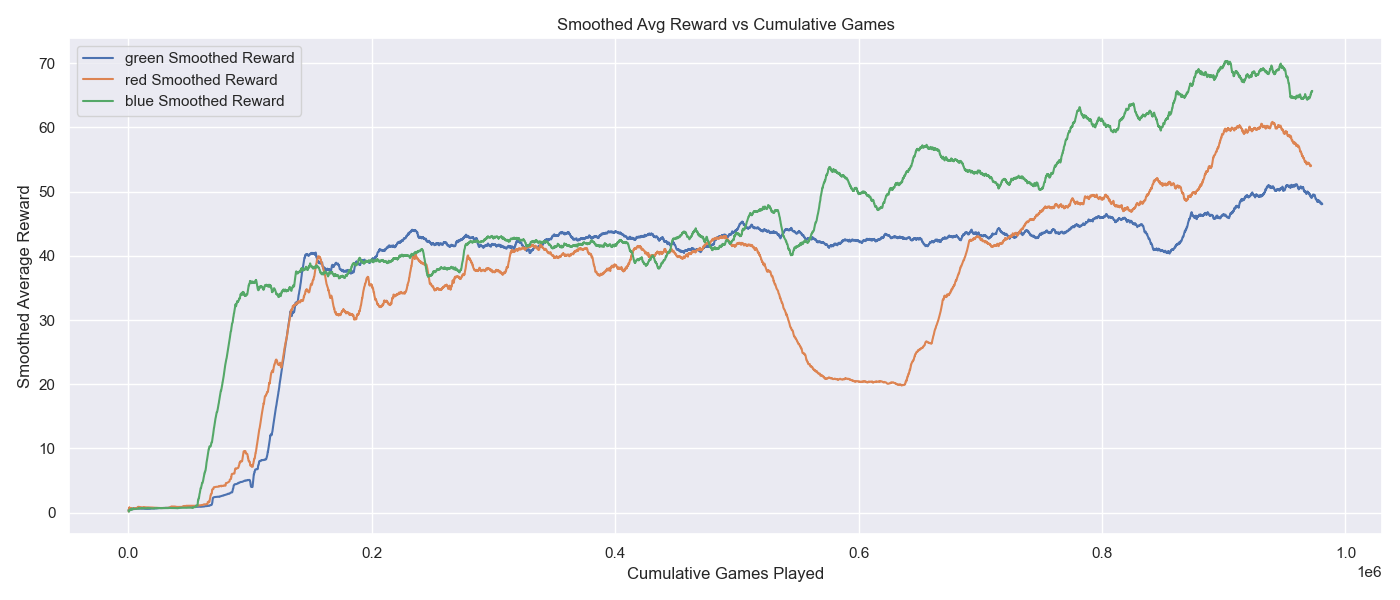 Smoothed Avg Reward vs Cumulative Games
green Smoothed Reward
red Smoothed Reward
blue Smoothed Reward
Smoothed Average Reward
70
60
50
40
30
20
10
0
0.0 0.2 0.4 0.6 0.8 1.0
1e6
Cumulative Games Played